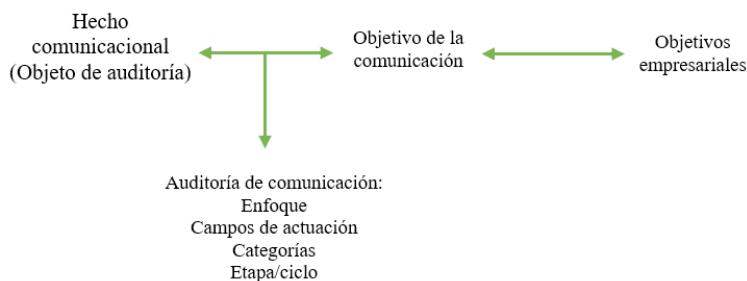 Hecho
comunicacional
(Objeto de auditoría)
Objetivo de la
comunicación
Objetivos
empresariales
Auditoría de comunicación:
Enfoque
Campos de actuación
Categorías
Etapa/ciclo